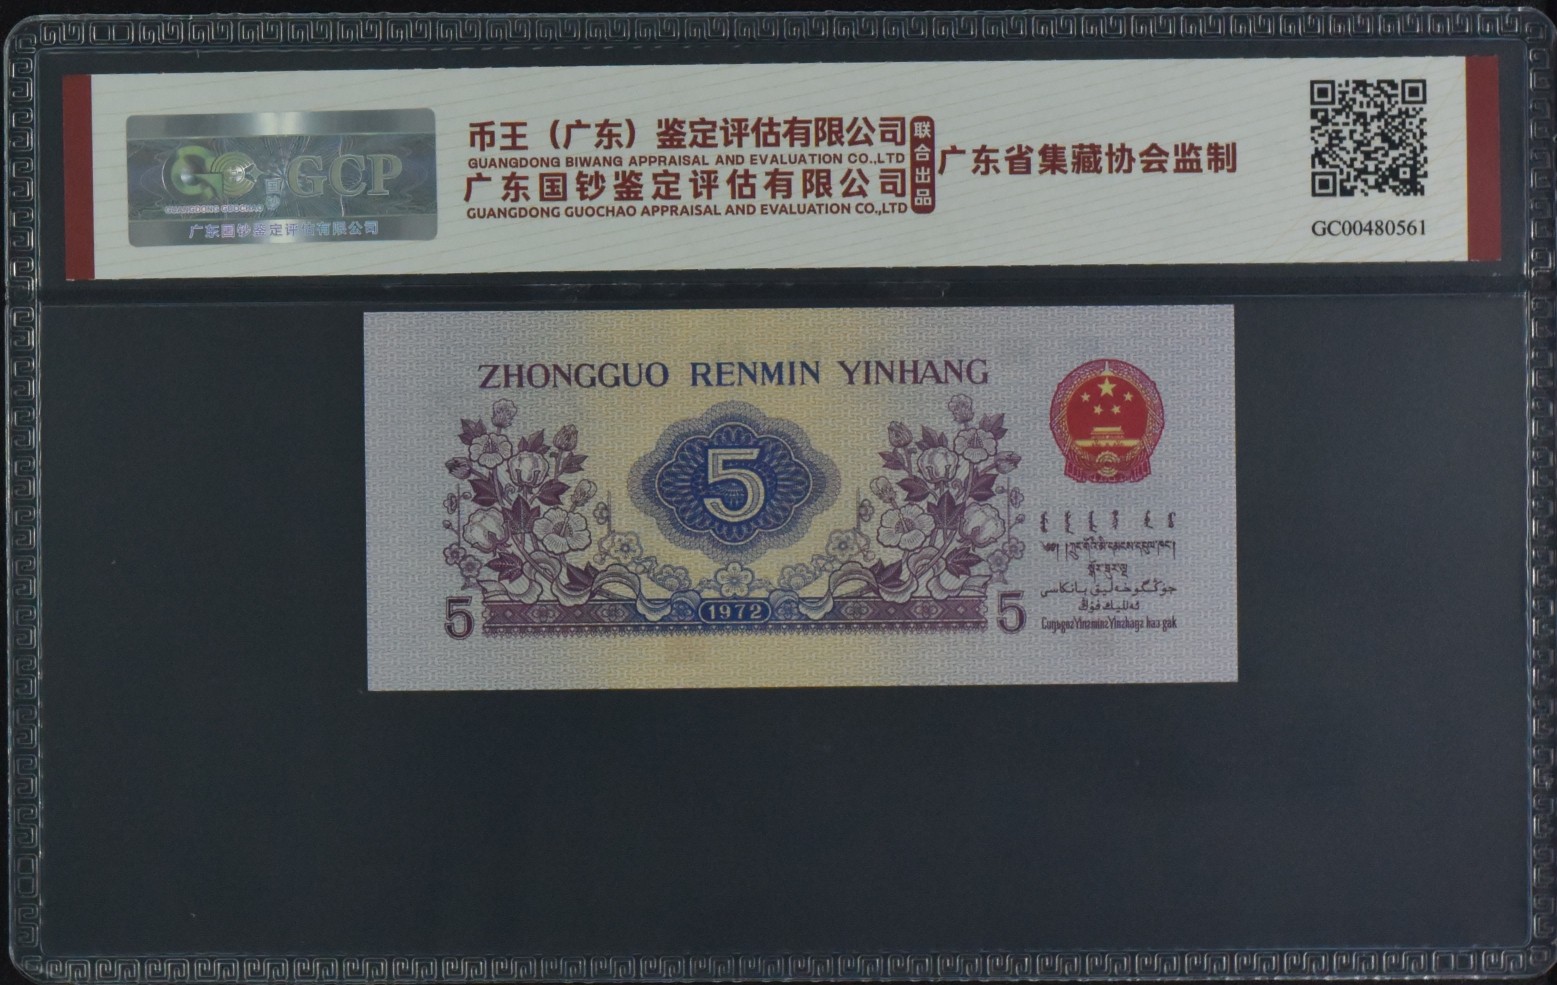 GCP
GUANGDONG GUOCHAO
广东国钞鉴定评估有限公司
币王（广东）鉴定评估有限公司
GUANGDONG BIWANG APPRAISAL AND EVALUATION CO.,LTD
广东国钞鉴定评估有限公司
GUANGDONG GUOCHAO APPRAISAL AND EVALUATION CO.,LTD
联合出品
广东省集藏协会监制
GC00480561
ZHONGGUO RENMIN YINHANG
5
1972
5
5